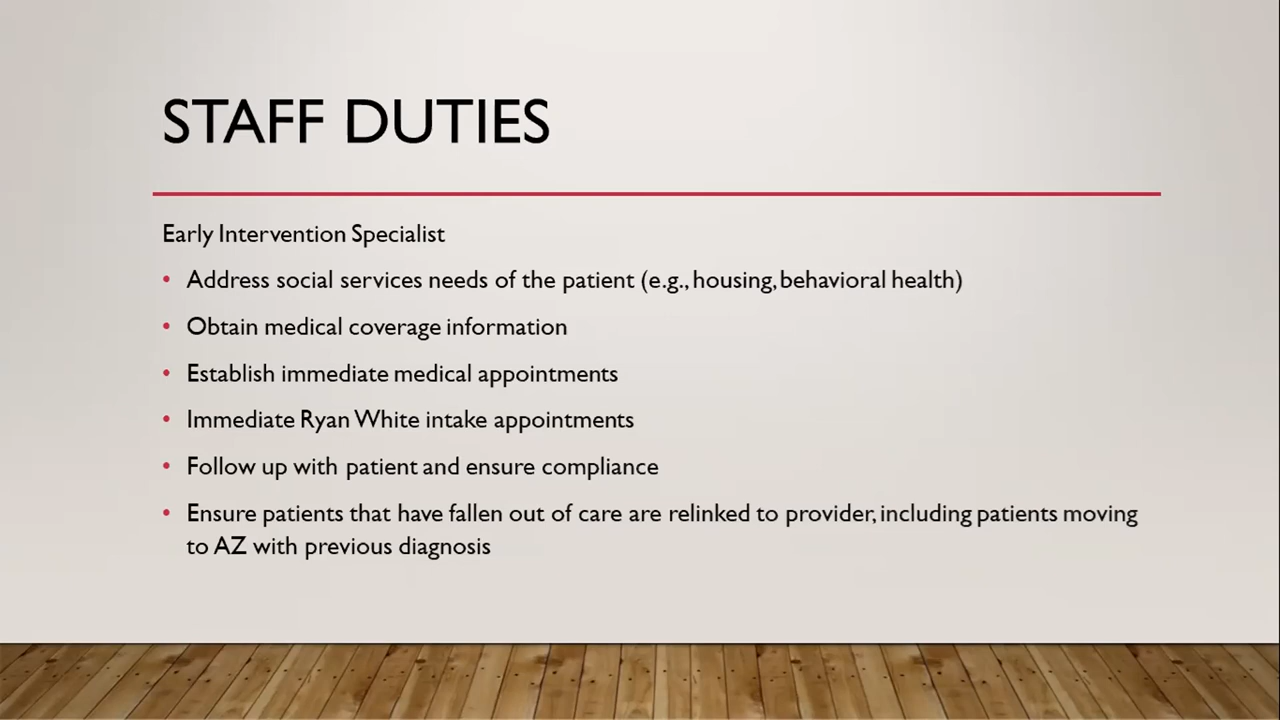 STAFF DUTIES
Early Intervention Specialist
• Address social services needs of the patient (e.g., housing, behavioral health)
• Obtain medical coverage information
• Establish immediate medical appointments
• Immediate Ryan White intake appointments
• Follow up with patient and ensure compliance
• Ensure patients that have fallen out of care are relinked to provider, including patients moving
to AZ with previous diagnosis